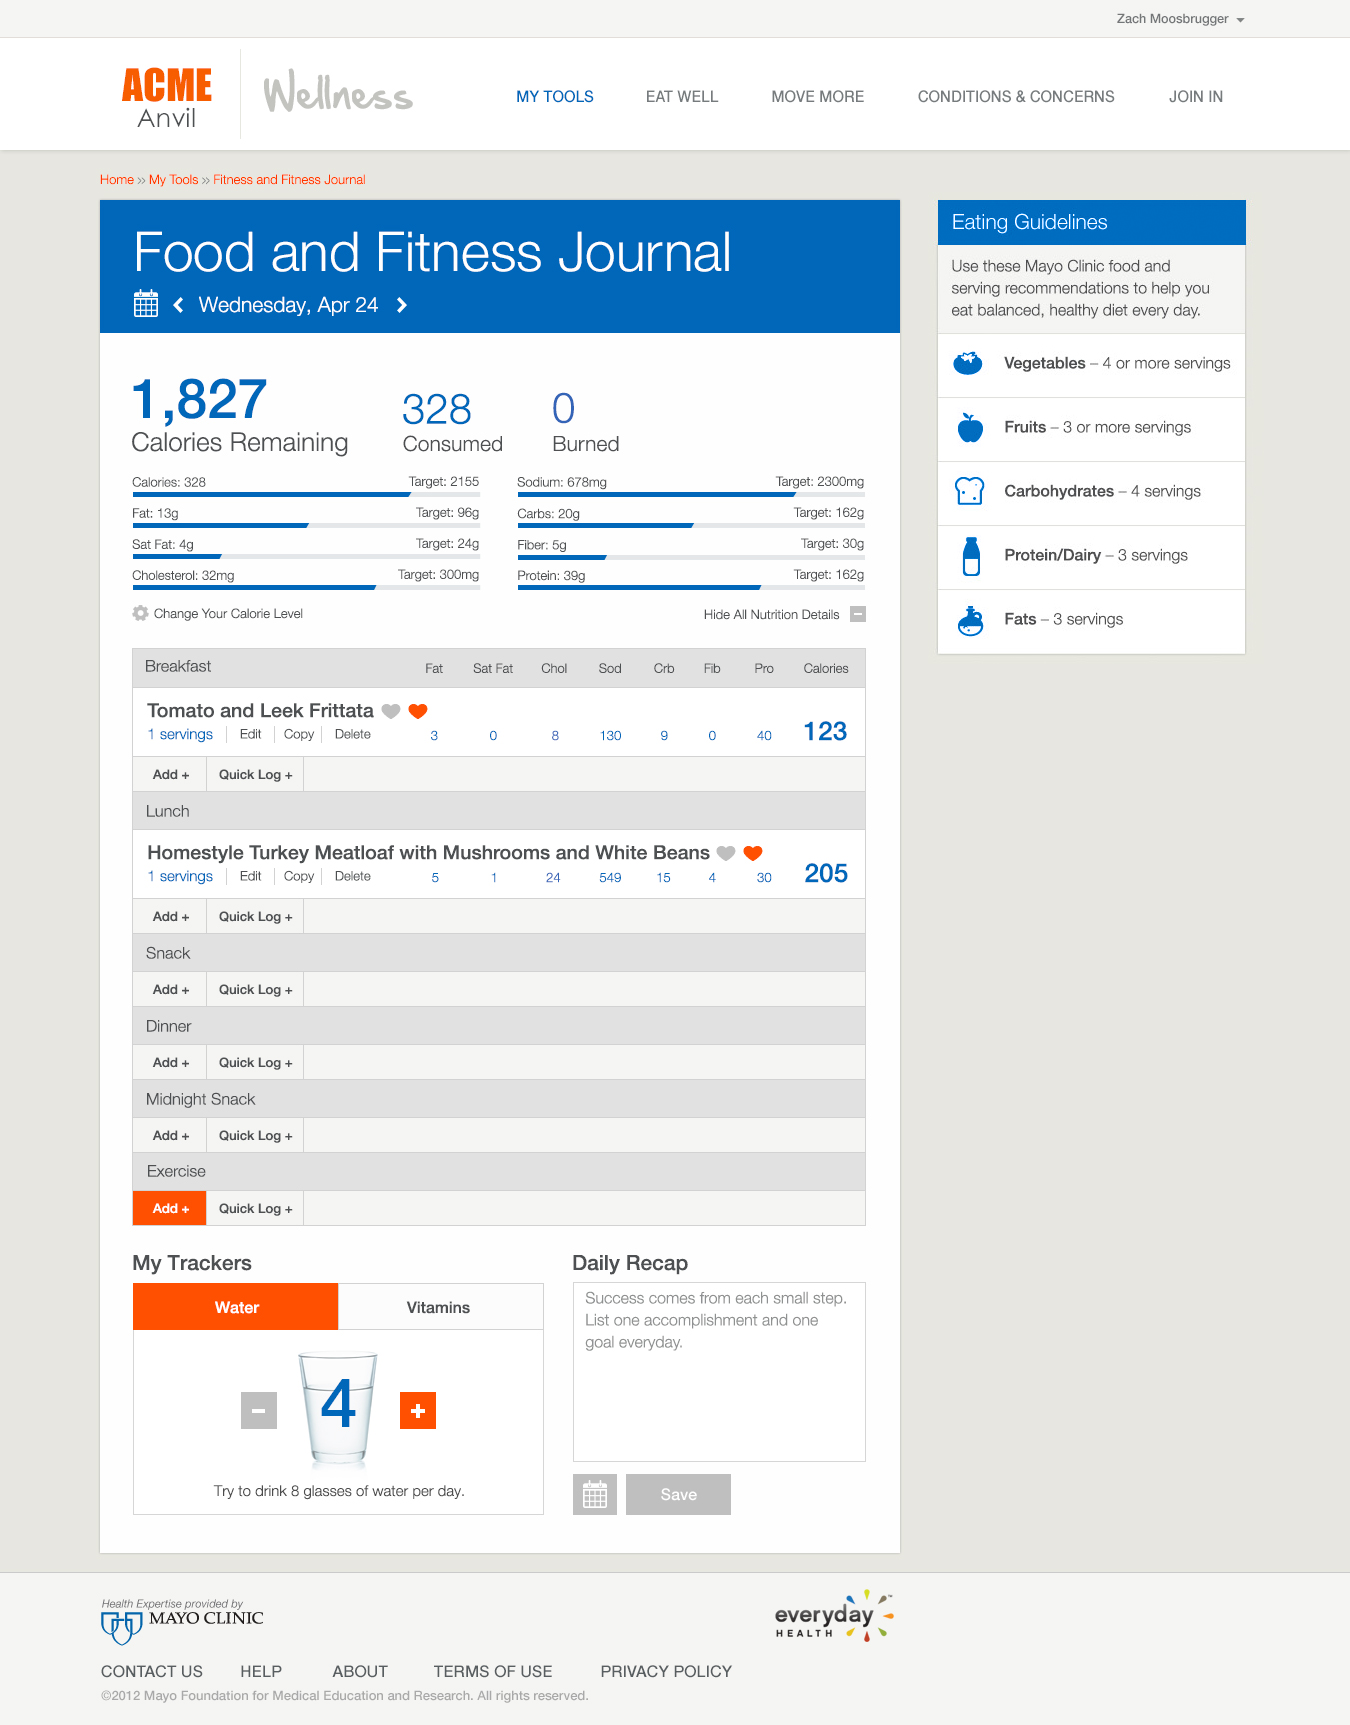 Zach Moosbrugger
ACME
Anvil
Wellness
MY TOOLS EAT WELL MOVE MORE CONDITIONS & CONCERNS JOIN IN
Home » My Tools » Fitness and Fitness Journal
Food and Fitness Journal
Wednesday, Apr 24
1,827
Calories Remaining
328
Consumed
0
Burned
Calories: 328 Target: 2155
Fat: 13g Target: 96g
Sat Fat: 4g Target: 24g
Cholesterol: 32mg Target: 300mg
Sodium: 678mg Target: 2300mg
Carbs: 20g Target: 162g
Fiber: 5g Target: 30g
Protein: 39g Target: 162g
Change Your Calorie Level
Hide All Nutrition Details
Breakfast Fat Sat Fat Chol Sod Crb Fib Pro Calories
Tomato and Leek Frittata
1 servings Edit Copy Delete 3 0 8 130 9 0 40 123
Add + Quick Log +
Lunch
Homestyle Turkey Meatloaf with Mushrooms and White Beans
1 servings Edit Copy Delete 5 1 24 549 15 4 30 205
Add + Quick Log +
Snack
Add + Quick Log +
Dinner
Add + Quick Log +
Midnight Snack
Add + Quick Log +
Exercise
Add + Quick Log +
My Trackers
Water Vitamins
4
Try to drink 8 glasses of water per day.
Daily Recap
Success comes from each small step.
List one accomplishment and one
goal everyday.
Save
Eating Guidelines
Use these Mayo Clinic food and
serving recommendations to help you
eat balanced, healthy diet every day.
Vegetables – 4 or more servings
Fruits – 3 or more servings
Carbohydrates – 4 servings
Protein/Dairy – 3 servings
Fats – 3 servings
Health Expertise provided by
MAYO CLINIC
everyday
HEALTH
CONTACT US HELP ABOUT TERMS OF USE PRIVACY POLICY
©2012 Mayo Foundation for Medical Education and Research. All rights reserved.